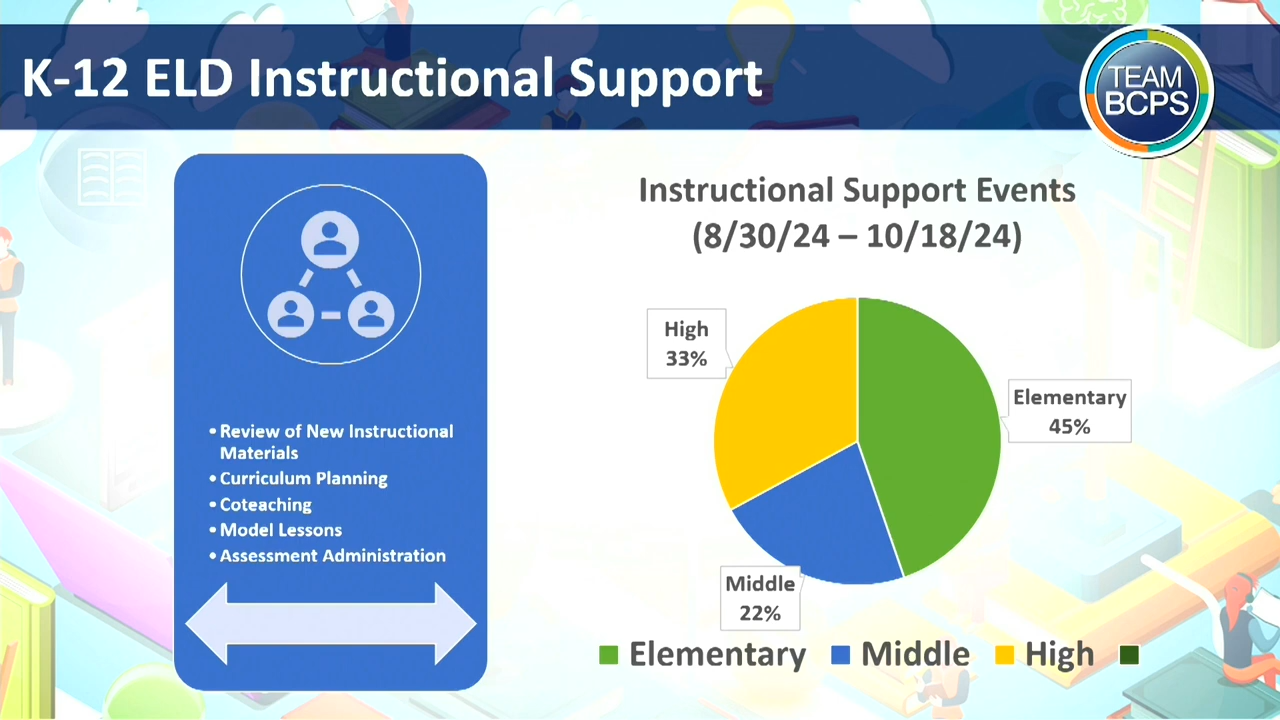 K-12 ELD Instructional Support
TEAM
BCPS
• Review of New Instructional
Materials
• Curriculum Planning
• Coteaching
• Model Lessons
• Assessment Administration
Instructional Support Events
(8/30/24 – 10/18/24)
High
33%
Elementary
45%
Middle
22%
Elementary Middle High